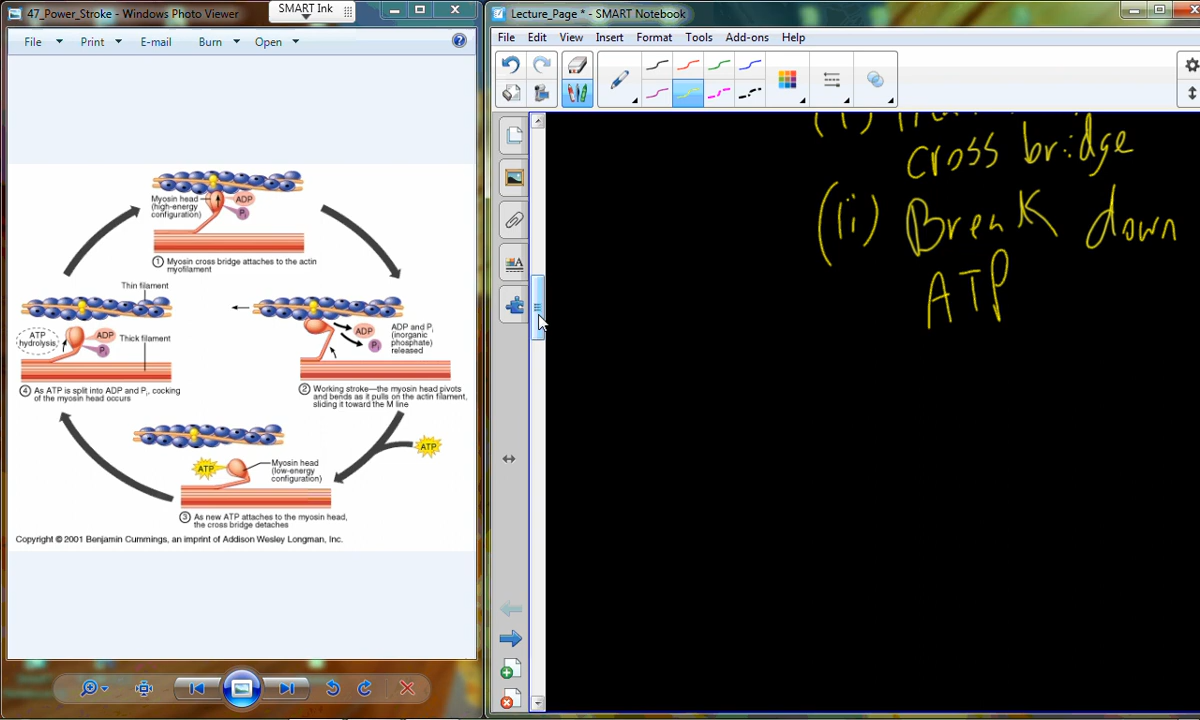 47_Power_Stroke - Windows Photo Viewer
SMART Ink
File Print E-mail Burn Open
Myosin head
(high-energy
configuration)
ADP
Pi
① Myosin cross bridge attaches to the actin
myofilament
Thin filament
ATP
hydrolysis
ADP
Pi
Thick filament
④ As ATP is split into ADP and Pi, cocking
of the myosin head occurs
ADP
Pi
ADP and Pi
(inorganic
phosphate)
released
② Working stroke—the myosin head pivots
and bends as it pulls on the actin filament,
sliding it toward the M line
ATP
ATP
Myosin head
(low-energy
configuration)
③ As new ATP attaches to the myosin head,
the cross bridge detaches
Copyright © 2001 Benjamin Cummings, an imprint of Addison Wesley Longman, Inc.
Lecture_Page * - SMART Notebook
File Edit View Insert Format Tools Add-ons Help
cross bridge
(ii) Break down
ATP